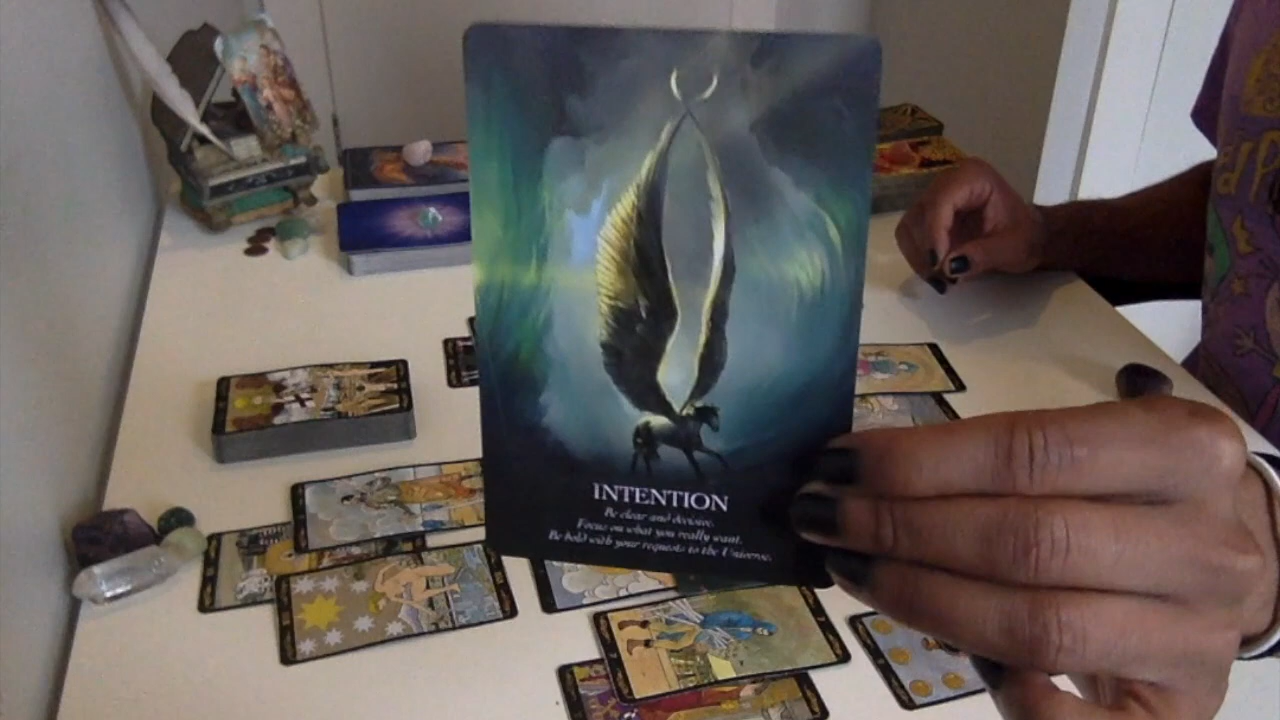 INTENTION
Be clear and decisive.
Focus on what you really want.
Be bold with your requests to the Universe.